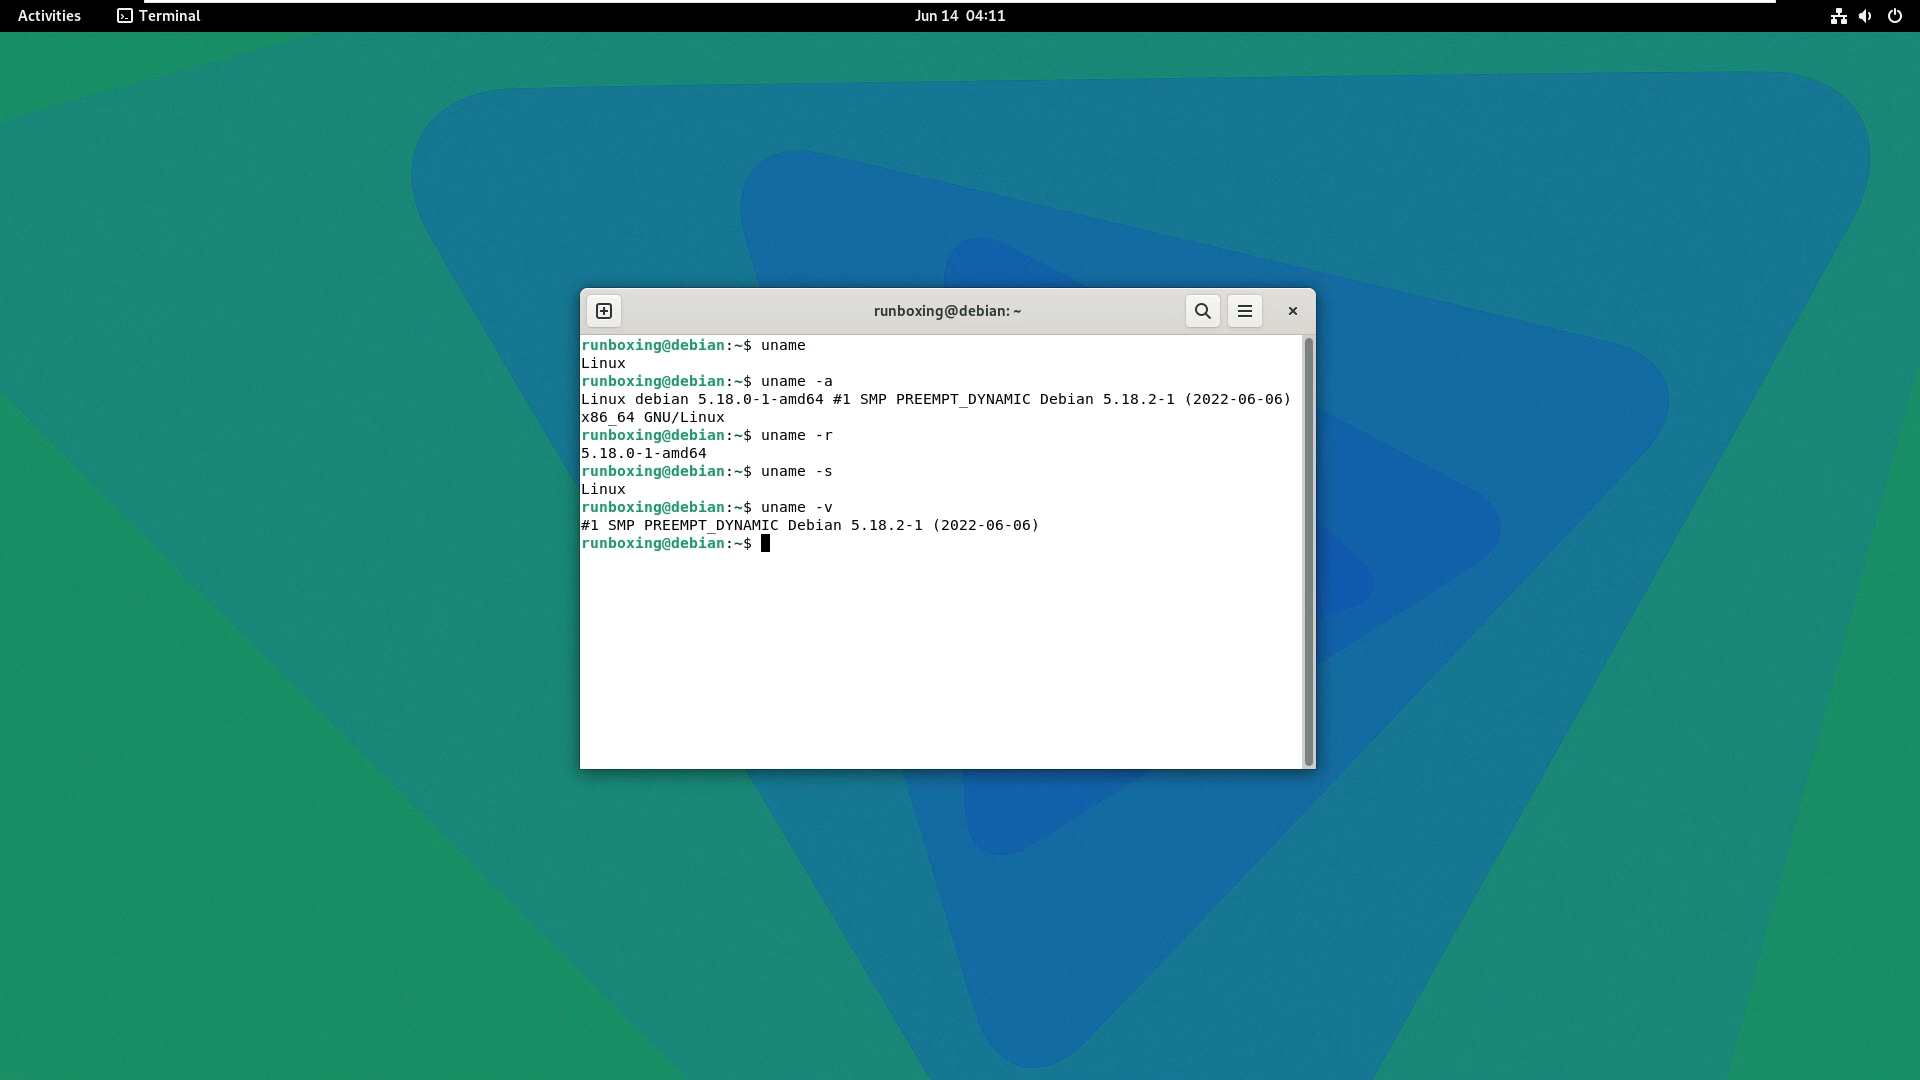 Activities Terminal Jun 14 04:11
runboxing@debian: ~
runboxing@debian:~$ uname
Linux
runboxing@debian:~$ uname -a
Linux debian 5.18.0-1-amd64 #1 SMP PREEMPT_DYNAMIC Debian 5.18.2-1 (2022-06-06)
x86_64 GNU/Linux
runboxing@debian:~$ uname -r
5.18.0-1-amd64
runboxing@debian:~$ uname -s
Linux
runboxing@debian:~$ uname -v
#1 SMP PREEMPT_DYNAMIC Debian 5.18.2-1 (2022-06-06)
runboxing@debian:~$